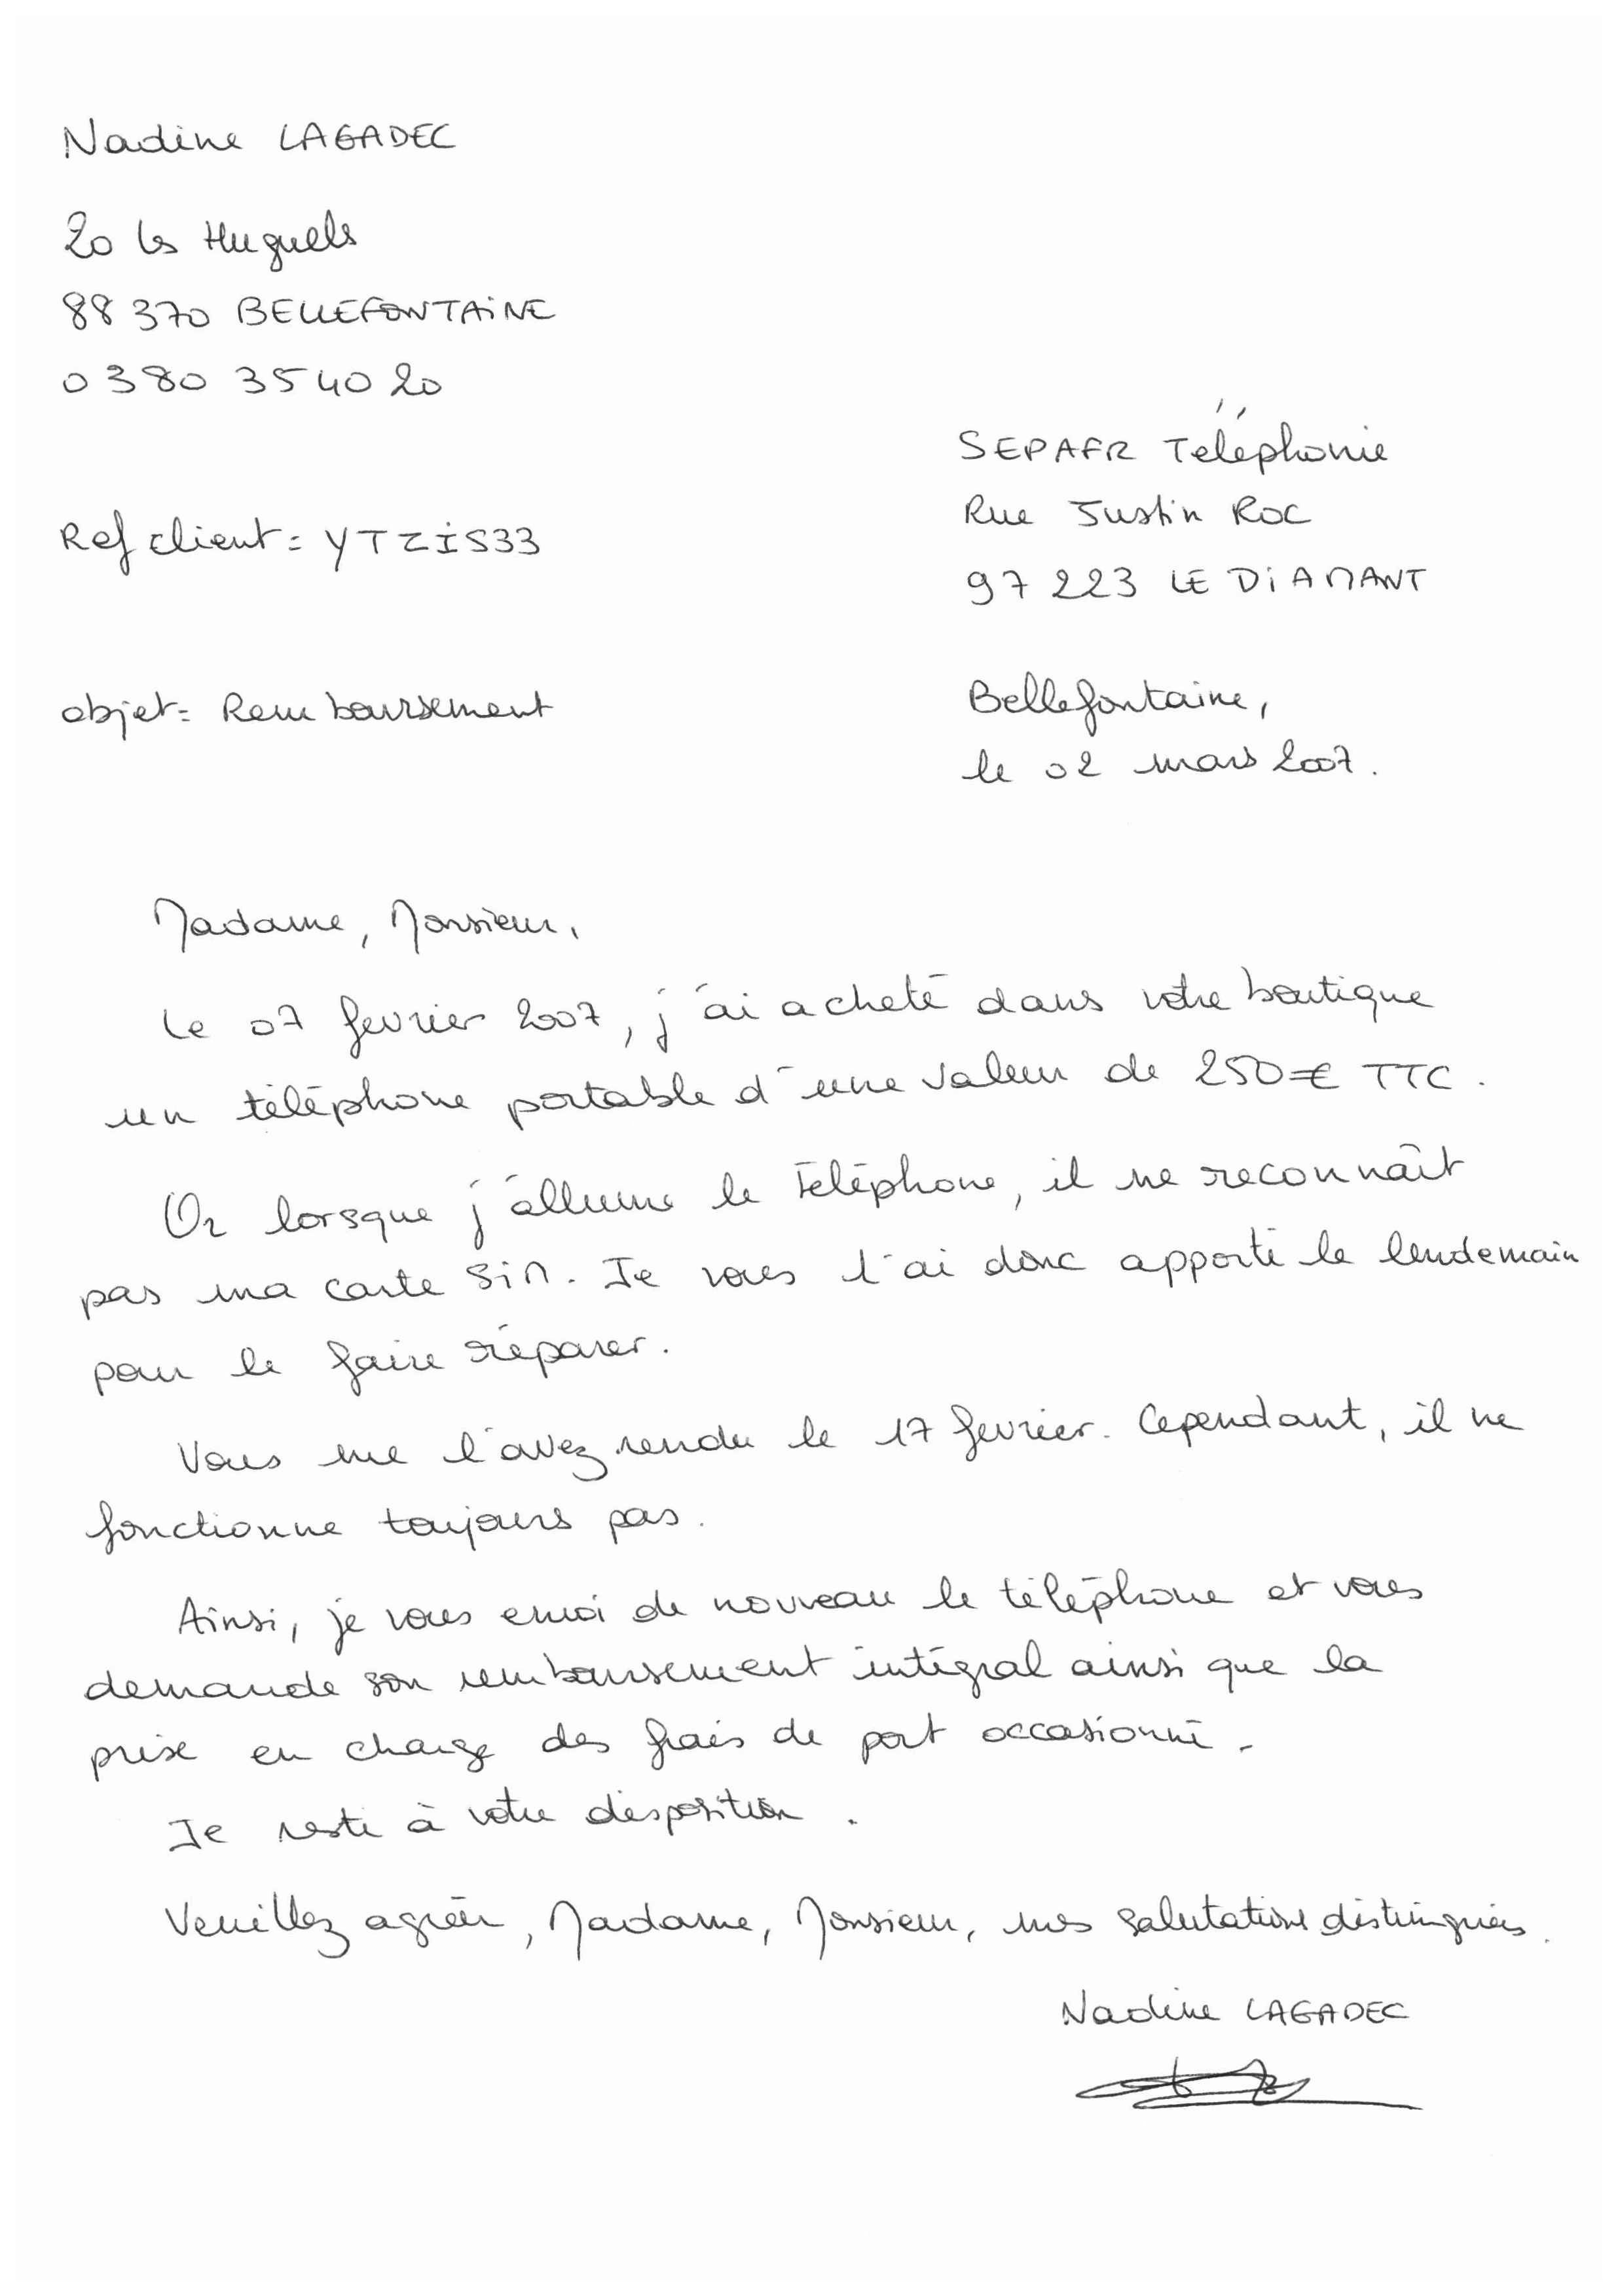 Nadine LAGADEC
20 les Huguels
88370 BELLEFONTAINE
0380354020
SEPAFR Téléphonie
Rue Justin ROC
97223 LE DIAMANT
Ref client = YTZIS33
objet = Remboursement
Bellefontaine,
le 02 mars 2007.
Madame, Monsieur,
Le 07 fevrier 2007, j'ai acheté dans votre boutique
un téléphone portable d'une valeur de 250€ TTC.
Or lorsque j'allume le téléphone, il ne reconnaît
pas ma carte SIM. Je vous l'ai donc apporté le lendemain
pour le faire réparer.
Vous me l'avez rendu le 17 fevrier. Cependant, il ne
fonctionne toujours pas.
Ainsi, je vous envoi de nouveau le téléphone et vous
demande son remboursement intégral ainsi que la
prise en charge des frais de port occasionné.
Je reste à votre disposition.
Veuillez agréer, Madame, Monsieur, mes salutations distinguées.
Nadine LAGADEC